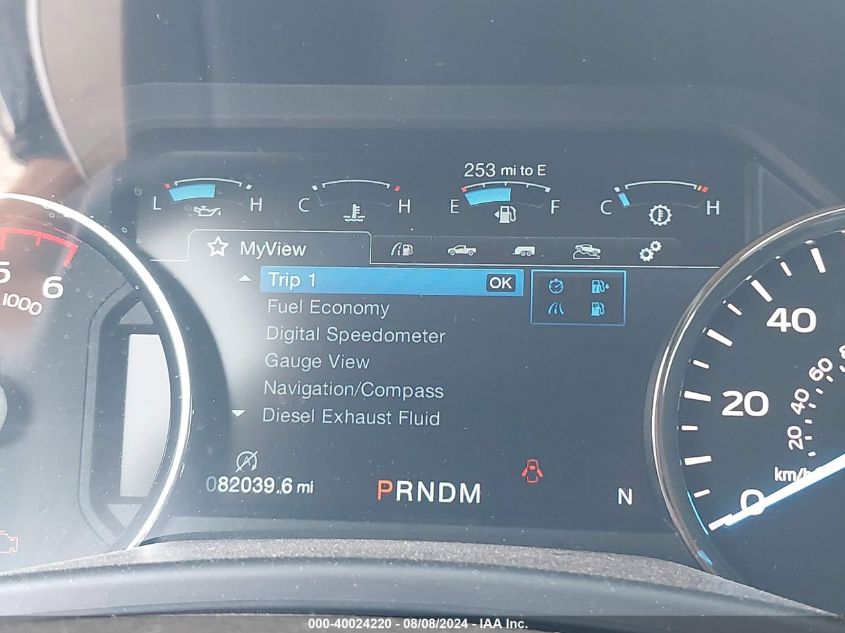 253 mi to E
L H C H E F C H
MyView
Trip 1 OK
Fuel Economy
Digital Speedometer
Gauge View
Navigation/Compass
Diesel Exhaust Fluid
082039.6 mi
PRNDM
N
5
6
1000
40
20
0
60
40
20
km/h
000-40024220 - 08/08/2024 - IAA Inc.